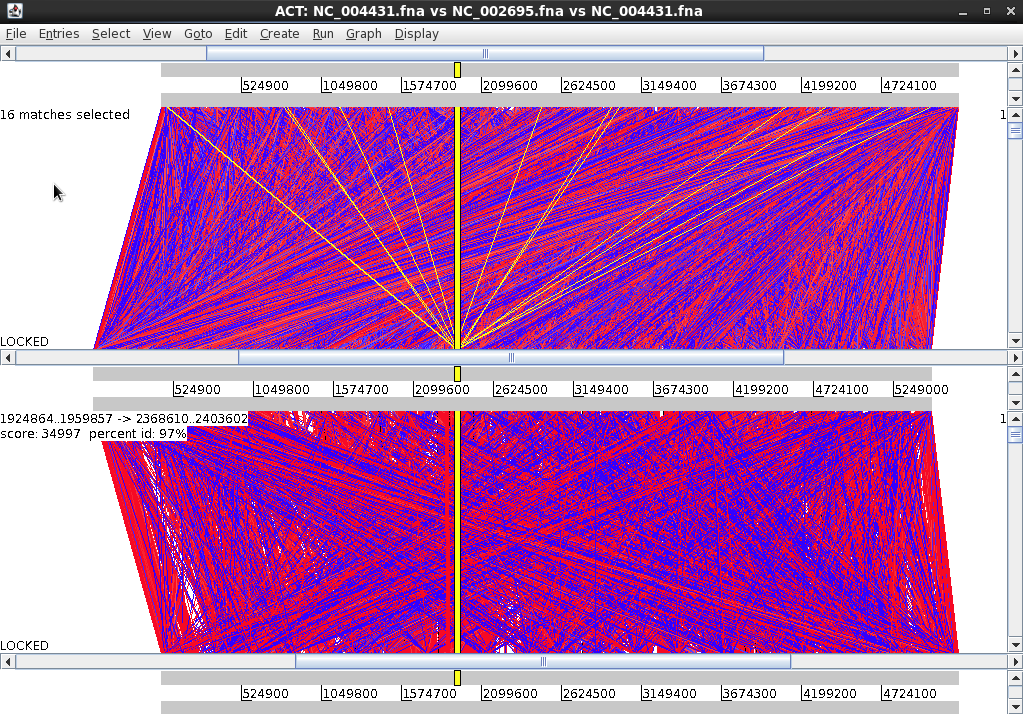 ACT: NC_004431.fna vs NC_002695.fna vs NC_004431.fna
File Entries Select View Goto Edit Create Run Graph Display
524900 1049800 1574700 2099600 2624500 3149400 3674300 4199200 4724100
16 matches selected 1
LOCKED
524900 1049800 1574700 2099600 2624500 3149400 3674300 4199200 4724100 5249000
1924864..1959857 -> 2368610..2403602 1
score: 34997 percent id: 97%
LOCKED
524900 1049800 1574700 2099600 2624500 3149400 3674300 4199200 4724100